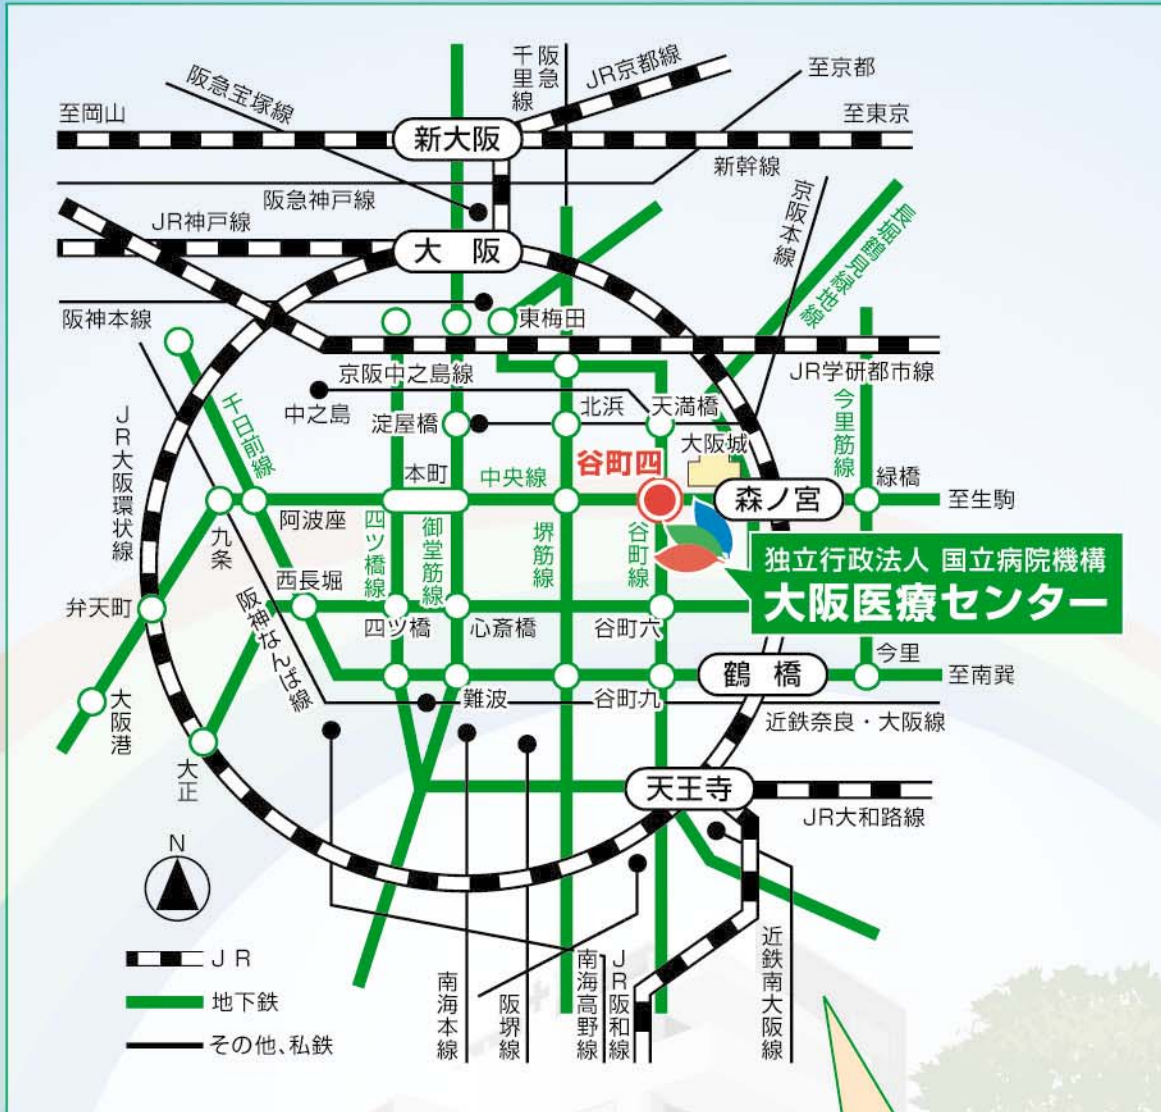 阪急千里線
JR京都線
至京都
阪急宝塚線
至岡山
至東京
新大阪
新幹線
阪急神戸線
京阪本線
JR神戸線
長堀鶴見緑地線
大阪
阪神本線
東梅田
JR学研都市線
京阪中之島線
中之島
北浜
天満橋
淀屋橋
今里筋線
千日前線
JR大阪環状線
大阪城
谷町四
本町
中央線
森ノ宮
緑橋
至生駒
阿波座
九条
四ツ橋線
御堂筋線
堺筋線
谷町線
独立行政法人 国立病院機構
大阪医療センター
西長堀
弁天町
阪神なんば線
四ツ橋
心斎橋
谷町六
鶴橋
今里
至南巽
難波
谷町九
大阪港
近鉄奈良・大阪線
大正
天王寺
JR大和路線
N
JR
地下鉄
その他、私鉄
南海本線
阪堺線
南海高野線
JR阪和線
近鉄南大阪線